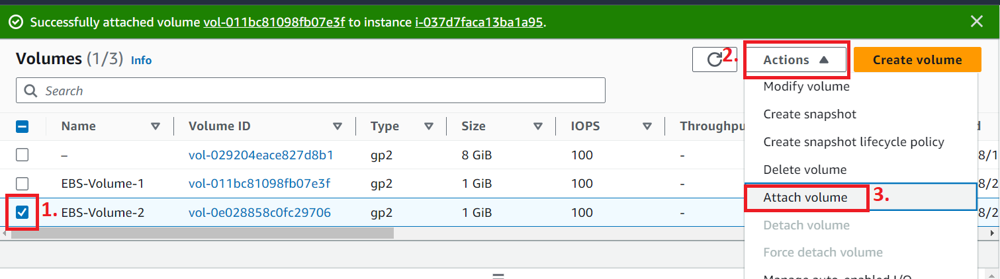 Successfully attached volume vol-011bc81098fb07e3f to instance i-037d7faca13ba1a95.
Volumes (1/3) Info
2. Actions Create volume
Search
Modify volume
Create snapshot
Create snapshot lifecycle policy
Delete volume
Attach volume 3.
Detach volume
Force detach volume
Manage auto-enabled I/O
Name Volume ID Type Size IOPS Throughpu d
– vol-029204eace827d8b1 gp2 8 GiB 100 - 8/1
EBS-Volume-1 vol-011bc81098fb07e3f gp2 1 GiB 100 - 8/2
1. EBS-Volume-2 vol-0e028858c0fc29706 gp2 1 GiB 100 - 8/2